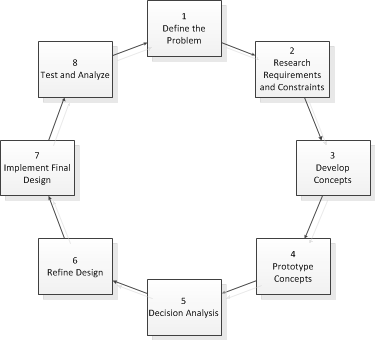 1
Define the
Problem
2
Research
Requirements
and Constraints
3
Develop
Concepts
4
Prototype
Concepts
5
Decision Analysis
6
Refine Design
7
Implement Final
Design
8
Test and Analyze